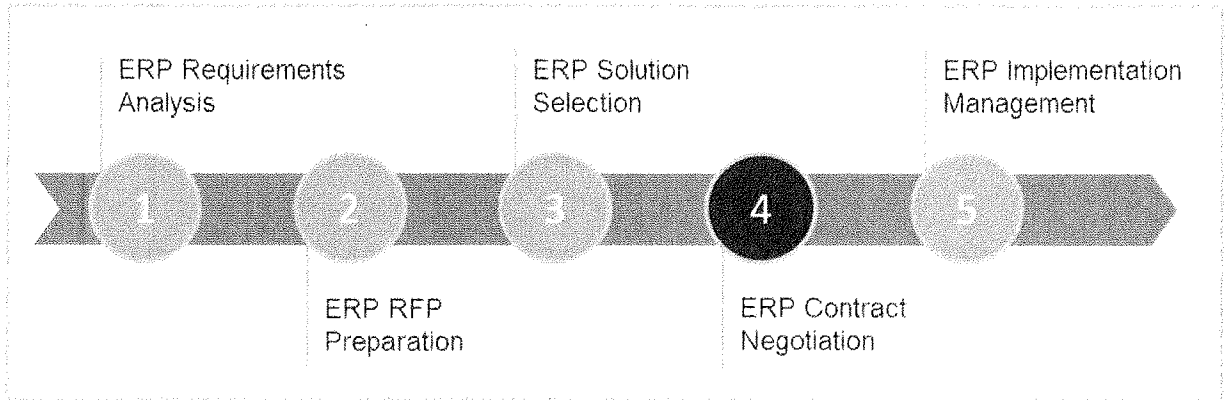 ERP Requirements
Analysis
ERP Solution
Selection
ERP Implementation
Management
1
2
3
4
5
ERP RFP
Preparation
ERP Contract
Negotiation